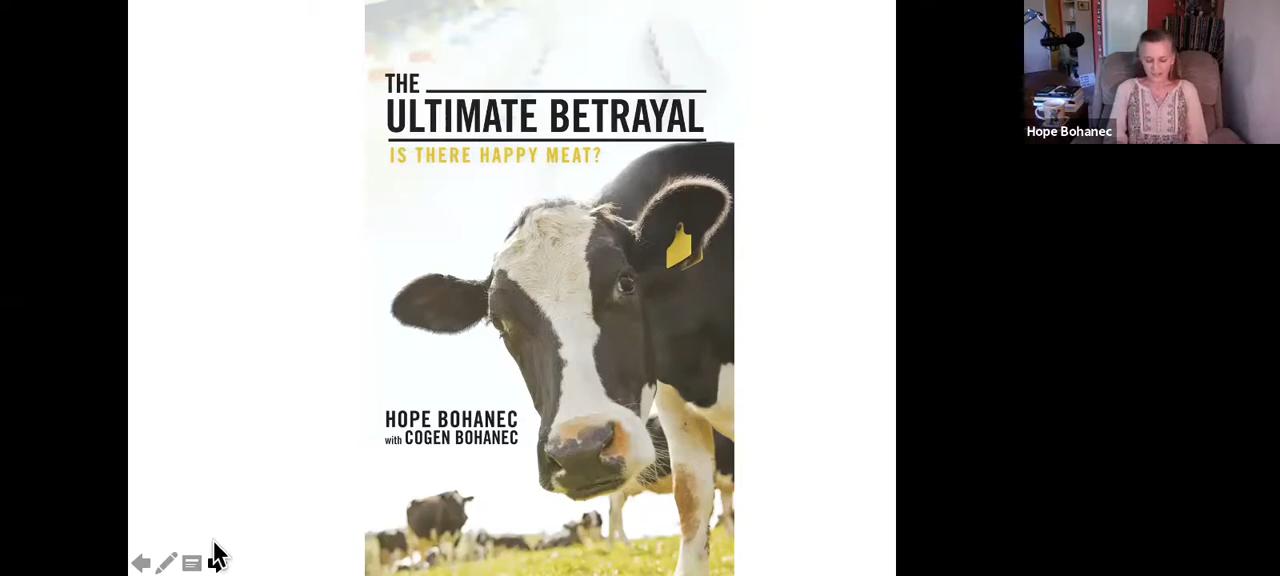 THE
ULTIMATE BETRAYAL
IS THERE HAPPY MEAT?
HOPE BOHANEC
with COGEN BOHANEC
Hope Bohanec